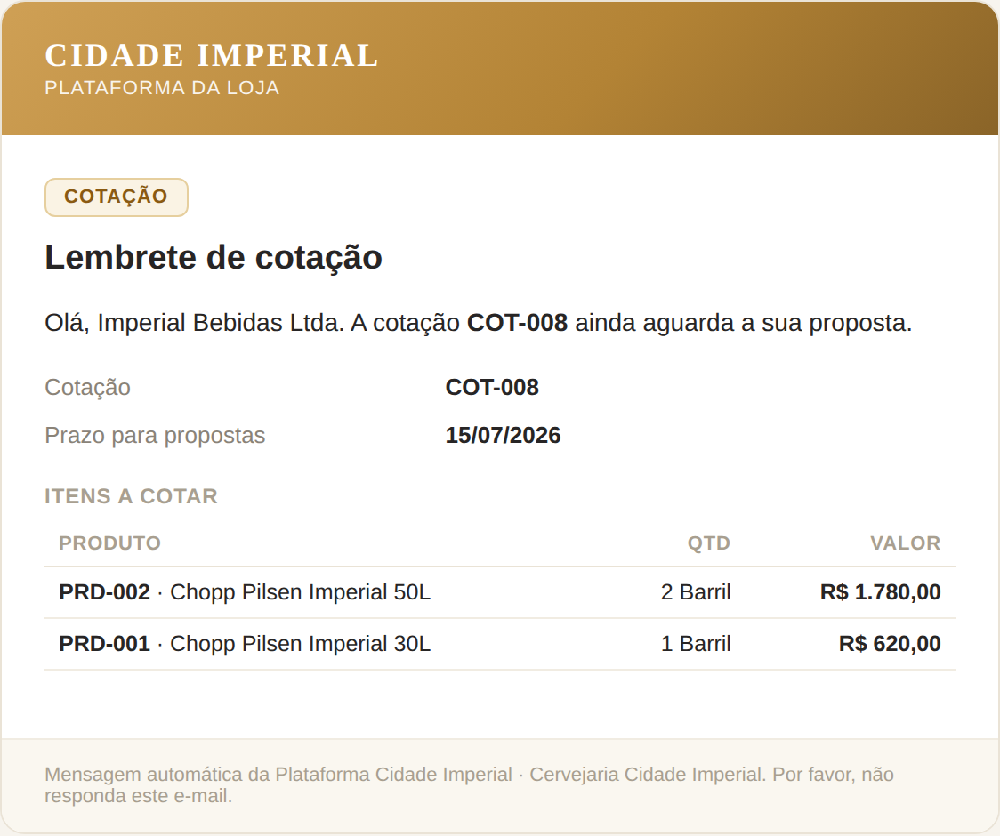 CIDADE IMPERIAL
PLATAFORMA DA LOJA
COTAÇÃO
Lembrete de cotação
Olá, Imperial Bebidas Ltda. A cotação COT-008 ainda aguarda a sua proposta.
Cotação COT-008
Prazo para propostas 15/07/2026
ITENS A COTAR
PRODUTO QTD VALOR
PRD-002 · Chopp Pilsen Imperial 50L 2 Barril R$ 1.780,00
PRD-001 · Chopp Pilsen Imperial 30L 1 Barril R$ 620,00
Mensagem automática da Plataforma Cidade Imperial · Cervejaria Cidade Imperial. Por favor, não
responda este e-mail.